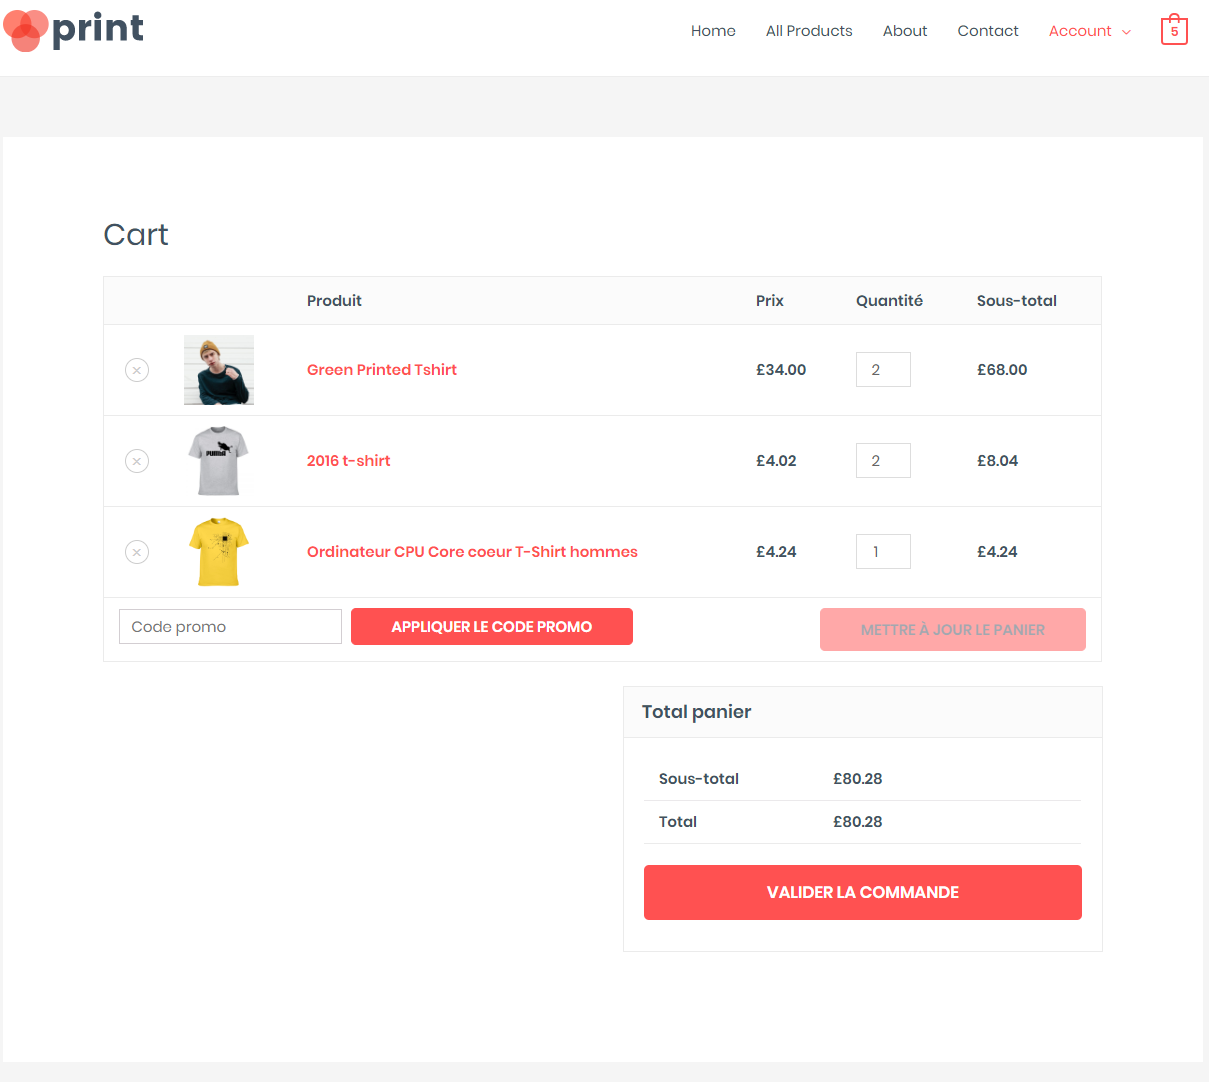 print
Home All Products About Contact Account 5
Cart
Produit Prix Quantité Sous-total
Green Printed Tshirt £34.00 2 £68.00
PUMBA
2016 t-shirt £4.02 2 £8.04
Ordinateur CPU Core coeur T-Shirt hommes £4.24 1 £4.24
Code promo APPLIQUER LE CODE PROMO METTRE À JOUR LE PANIER
Total panier
Sous-total £80.28
Total £80.28
VALIDER LA COMMANDE